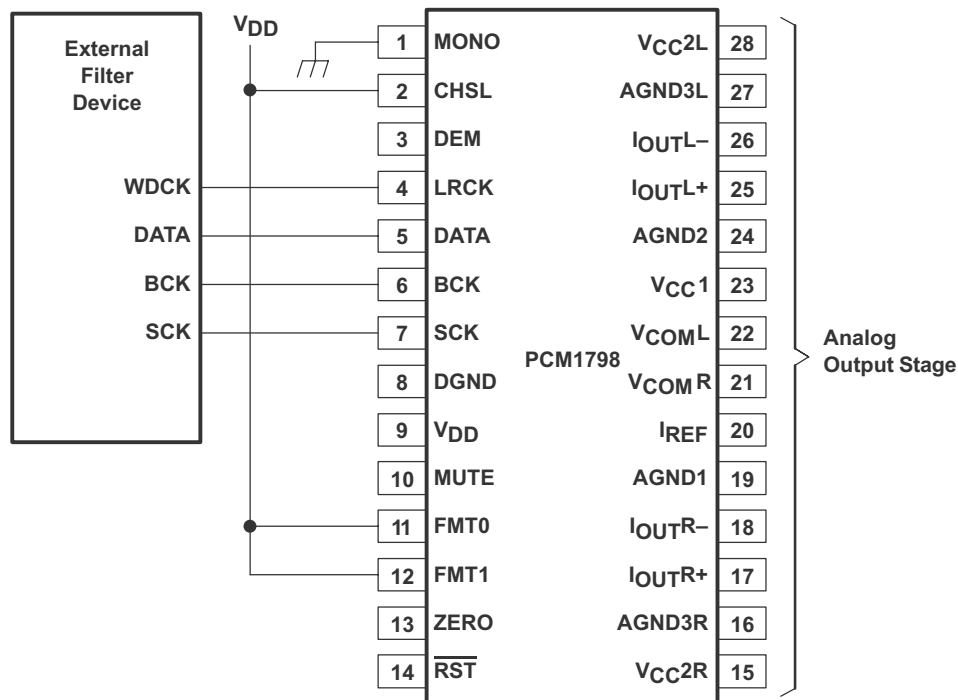 External
Filter
Device
WDCK
DATA
BCK
SCK
VDD
1 MONO
2 CHSL
3 DEM
4 LRCK
5 DATA
6 BCK
7 SCK
8 DGND
9 VDD
10 MUTE
11 FMT0
12 FMT1
13 ZERO
14 RST
PCM1798
VCC2L 28
AGND3L 27
IOUTL– 26
IOUTL+ 25
AGND2 24
VCC1 23
VCOML 22
VCOMR 21
IREF 20
AGND1 19
IOUTR– 18
IOUTR+ 17
AGND3R 16
VCC2R 15
Analog
Output Stage